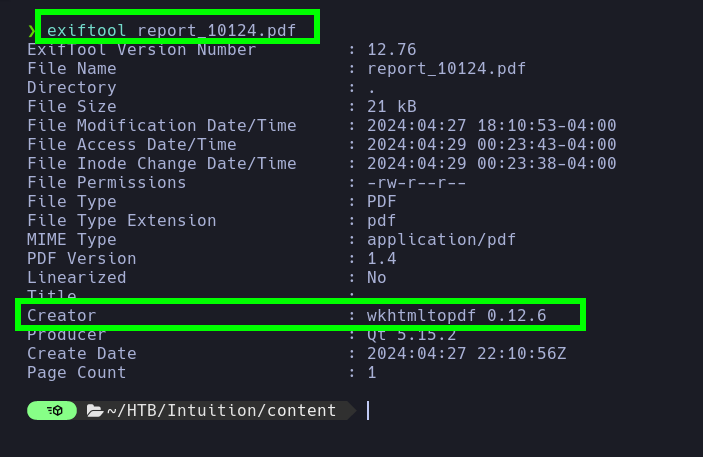 ❯ exiftool report_10124.pdf
ExifTool Version Number         : 12.76
File Name                       : report_10124.pdf
Directory                       : .
File Size                       : 21 kB
File Modification Date/Time     : 2024:04:27 18:10:53-04:00
File Access Date/Time           : 2024:04:29 00:23:43-04:00
File Inode Change Date/Time     : 2024:04:29 00:23:38-04:00
File Permissions                : -rw-r--r--
File Type                       : PDF
File Type Extension             : pdf
MIME Type                       : application/pdf
PDF Version                     : 1.4
Linearized                      : No
Title                           :
Creator                         : wkhtmltopdf 0.12.6
Producer                        : Qt 5.15.2
Create Date                     : 2024:04:27 22:10:56Z
Page Count                      : 1
~/HTB/Intuition/content